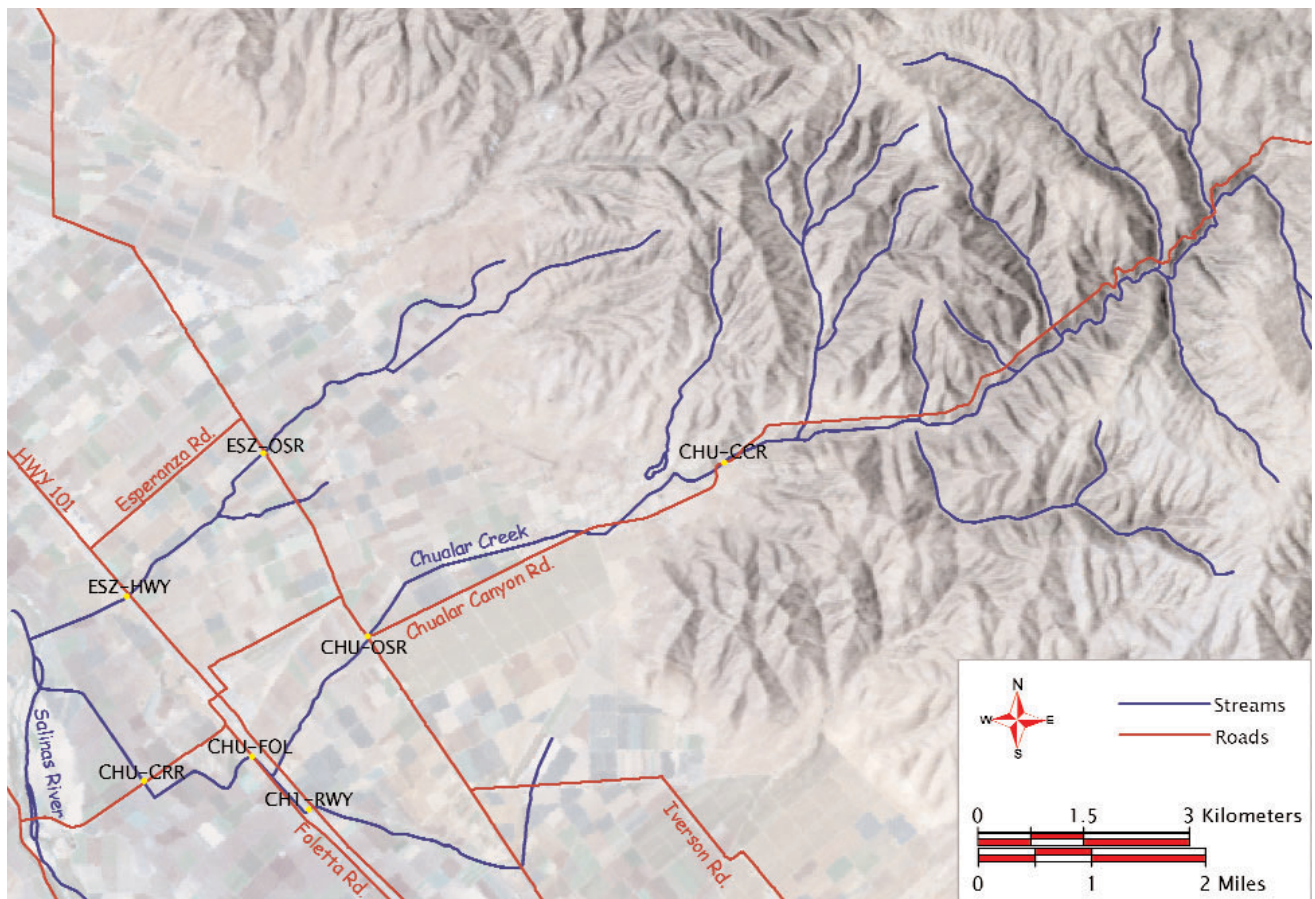 ESZ-OSR
Esperanza Rd.
HWY 101
CHU-CCR
Chualar Creek
Chualar Canyon Rd.
ESZ-HWY
CHU-OSR
Salinas River
CHU-FOL
CHU-CRR
CH1-RWY
Foletta Rd.
Iverson Rd.
N
W E
S
Streams
Roads
0 1.5 3 Kilometers
0 1 2 Miles